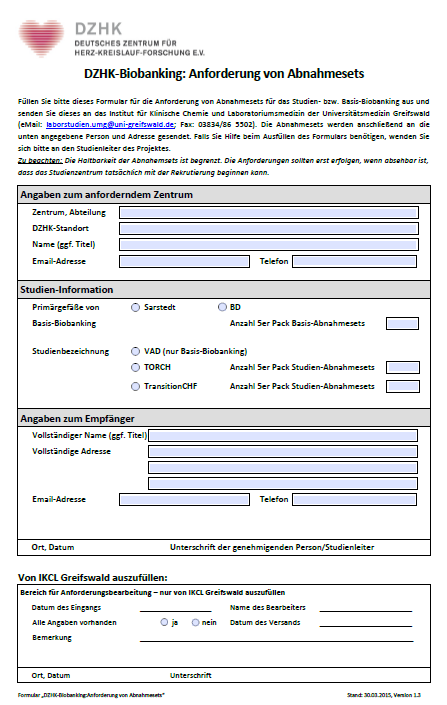 DZHK
DEUTSCHES ZENTRUM FÜR
HERZ-KREISLAUF-FORSCHUNG E.V.
DZHK-Biobanking: Anforderung von Abnahmesets
Füllen Sie bitte dieses Formular für die Anforderung von Abnahmesets für das Studien- bzw. Basis-Biobanking aus und
senden Sie dieses an das Institut für Klinische Chemie und Laboratoriumsmedizin der Universitätsmedizin Greifswald
(eMail: laborstudien.umg@uni-greifswald.de; Fax: 03834/86 5502). Die Abnahmesets werden anschließend an die
unten angegebene Person und Adresse gesendet. Falls Sie Hilfe beim Ausfüllen des Formulars benötigen, wenden Sie
sich bitte an den Studienleiter des Projektes.
Zu beachten: Die Haltbarkeit der Abnahemsets ist begrenzt. Die Anforderungen sollten erst erfolgen, wenn absehbar ist,
dass das Studienzentrum tatsächlich mit der Rekrutierung beginnen kann.
Angaben zum anforderndem Zentrum
Zentrum, Abteilung
DZHK-Standort
Name (ggf. Titel)
Email-Adresse Telefon
Studien-Information
Primärgefäße von Sarstedt BD
Basis-Biobanking Anzahl 5er Pack Basis-Abnahmesets
Studienbezeichnung VAD (nur Basis-Biobanking)
TORCH Anzahl 5er Pack Studien-Abnahmesets
TransitionCHF Anzahl 5er Pack Studien-Abnahmesets
Angaben zum Empfänger
Vollständiger Name (ggf. Titel)
Vollständige Adresse
Email-Adresse Telefon
Ort, Datum Unterschrift der genehmigenden Person/Studienleiter
Von IKCL Greifswald auszufüllen:
Bereich für Anforderungsbearbeitung – nur von IKCL Greifswald auszufüllen
Datum des Eingangs Name des Bearbeiters
Alle Angaben vorhanden ja nein Datum des Versands
Bemerkung
Ort, Datum Unterschrift
Formular „DZHK-Biobanking:Anforderung von Abnahmesets" Stand: 30.03.2015, Version 1.3